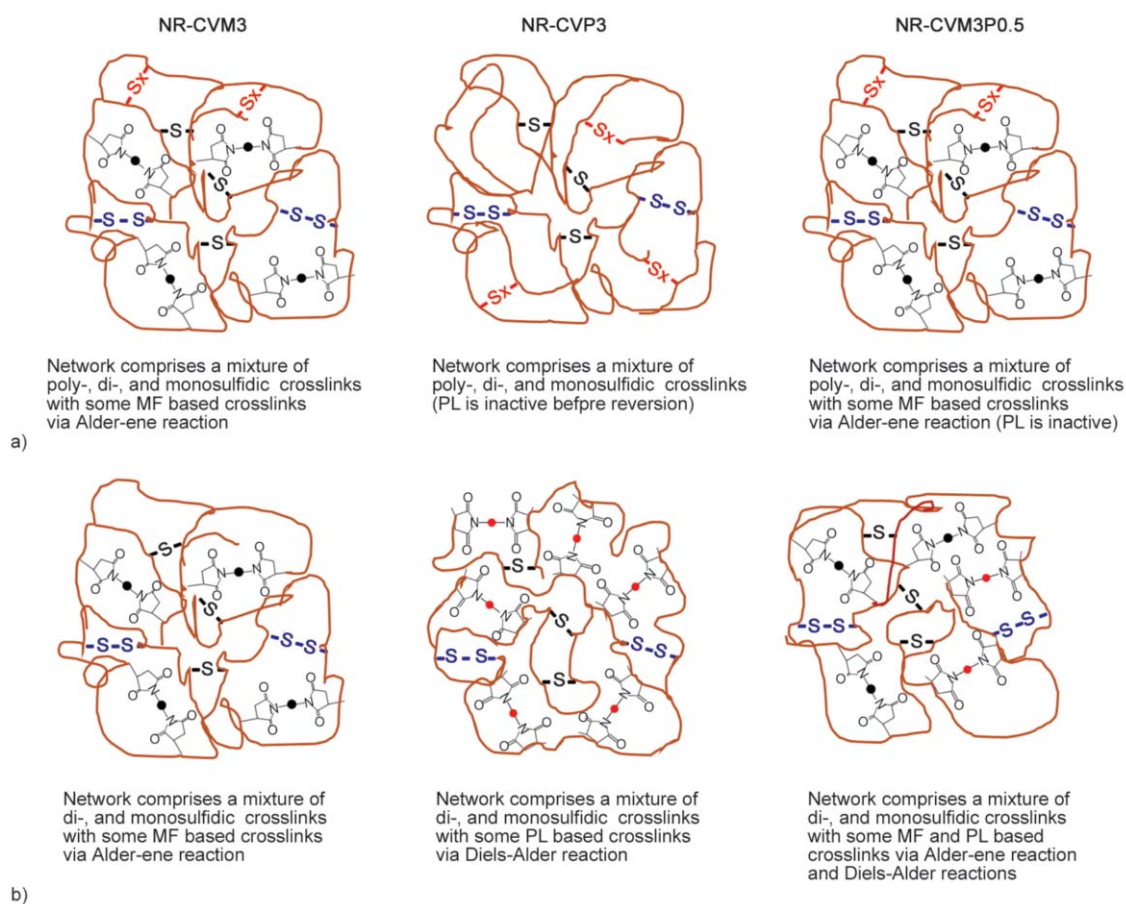 NR-CVM3
NR-CVP3
NR-CVM3P0.5
Sx
Sx
S
S
S
S-S
S-S
O
N
O
S
Sx
S
S-S
S-S
S
Sx
Sx
Sx
Sx
S
S
S-S
S-S
S
Network comprises a mixture of
poly-, di-, and monosulfidic crosslinks
with some MF based crosslinks
via Alder-ene reaction
Network comprises a mixture of
poly-, di-, and monosulfidic crosslinks
(PL is inactive befpre reversion)
Network comprises a mixture of
poly-, di-, and monosulfidic crosslinks
with some MF based crosslinks
via Alder-ene reaction (PL is inactive)
a)
S
S
S-S
S-S
S
S
S
S-S
S-S
S
S
S
S-S
S-S
S
Network comprises a mixture of
di-, and monosulfidic crosslinks
with some MF based crosslinks
via Alder-ene reaction
Network comprises a mixture of
di-, and monosulfidic crosslinks
with some PL based crosslinks
via Diels-Alder reaction
Network comprises a mixture of
di-, and monosulfidic crosslinks
with some MF and PL based
crosslinks via Alder-ene reaction
and Diels-Alder reactions
b)